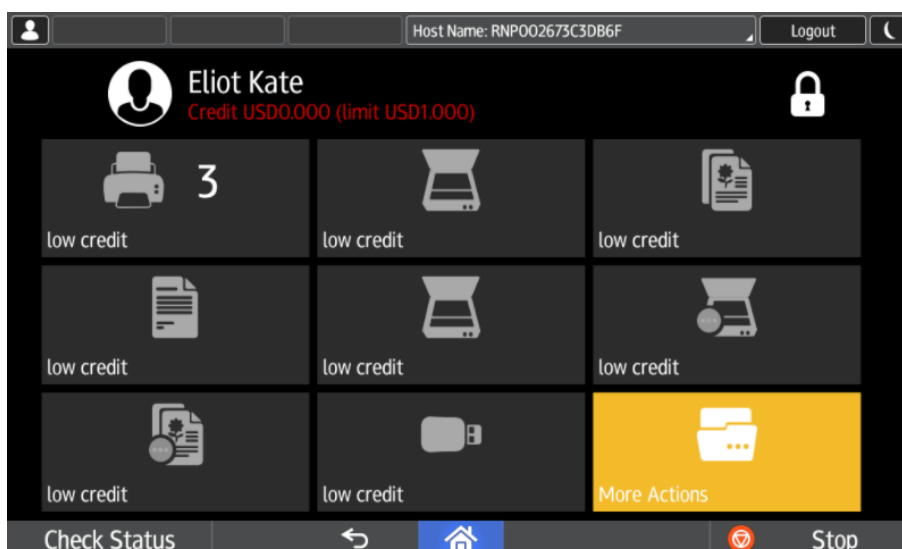 Host Name: RNP002673C3DB6F
Logout
Eliot Kate
Credit USD0.000 (limit USD1.000)
3
low credit
low credit
low credit
low credit
low credit
low credit
low credit
low credit
More Actions
Check Status
Stop